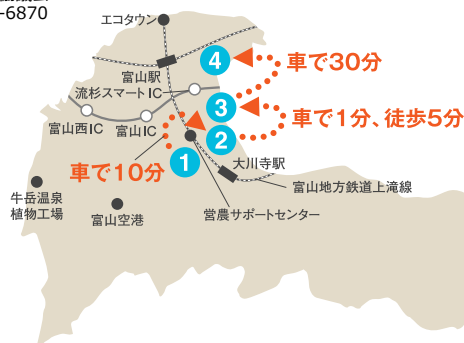 -6870
エコタウン
4
車で30分
富山駅
流杉スマートIC
3
車で1分、徒歩5分
富山西IC
富山IC
2
大川寺駅
車で10分
1
富山地方鉄道上滝線
牛岳温泉
植物工場
富山空港
営農サポートセンター